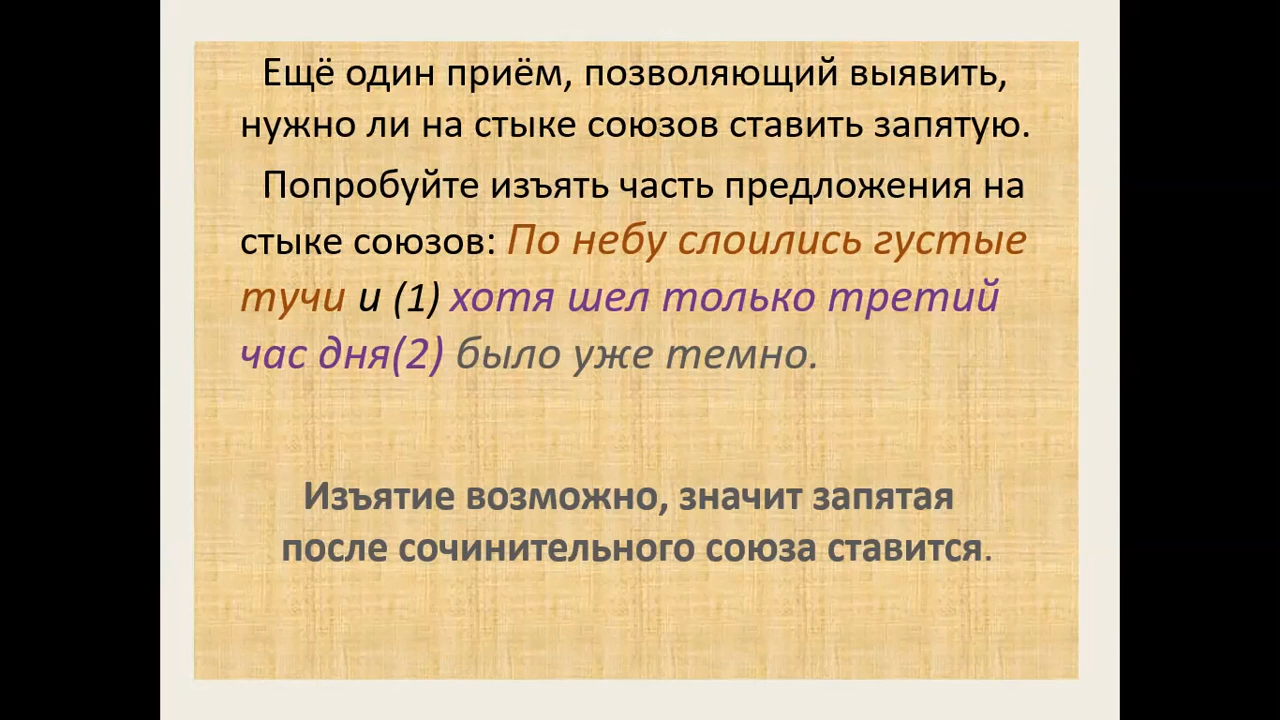 Ещё один приём, позволяющий выявить,
нужно ли на стыке союзов ставить запятую.
Попробуйте изъять часть предложения на
стыке союзов: По небу слоились густые
тучи и (1) хотя шел только третий
час дня(2) было уже темно.
Изъятие возможно, значит запятая
после сочинительного союза ставится.